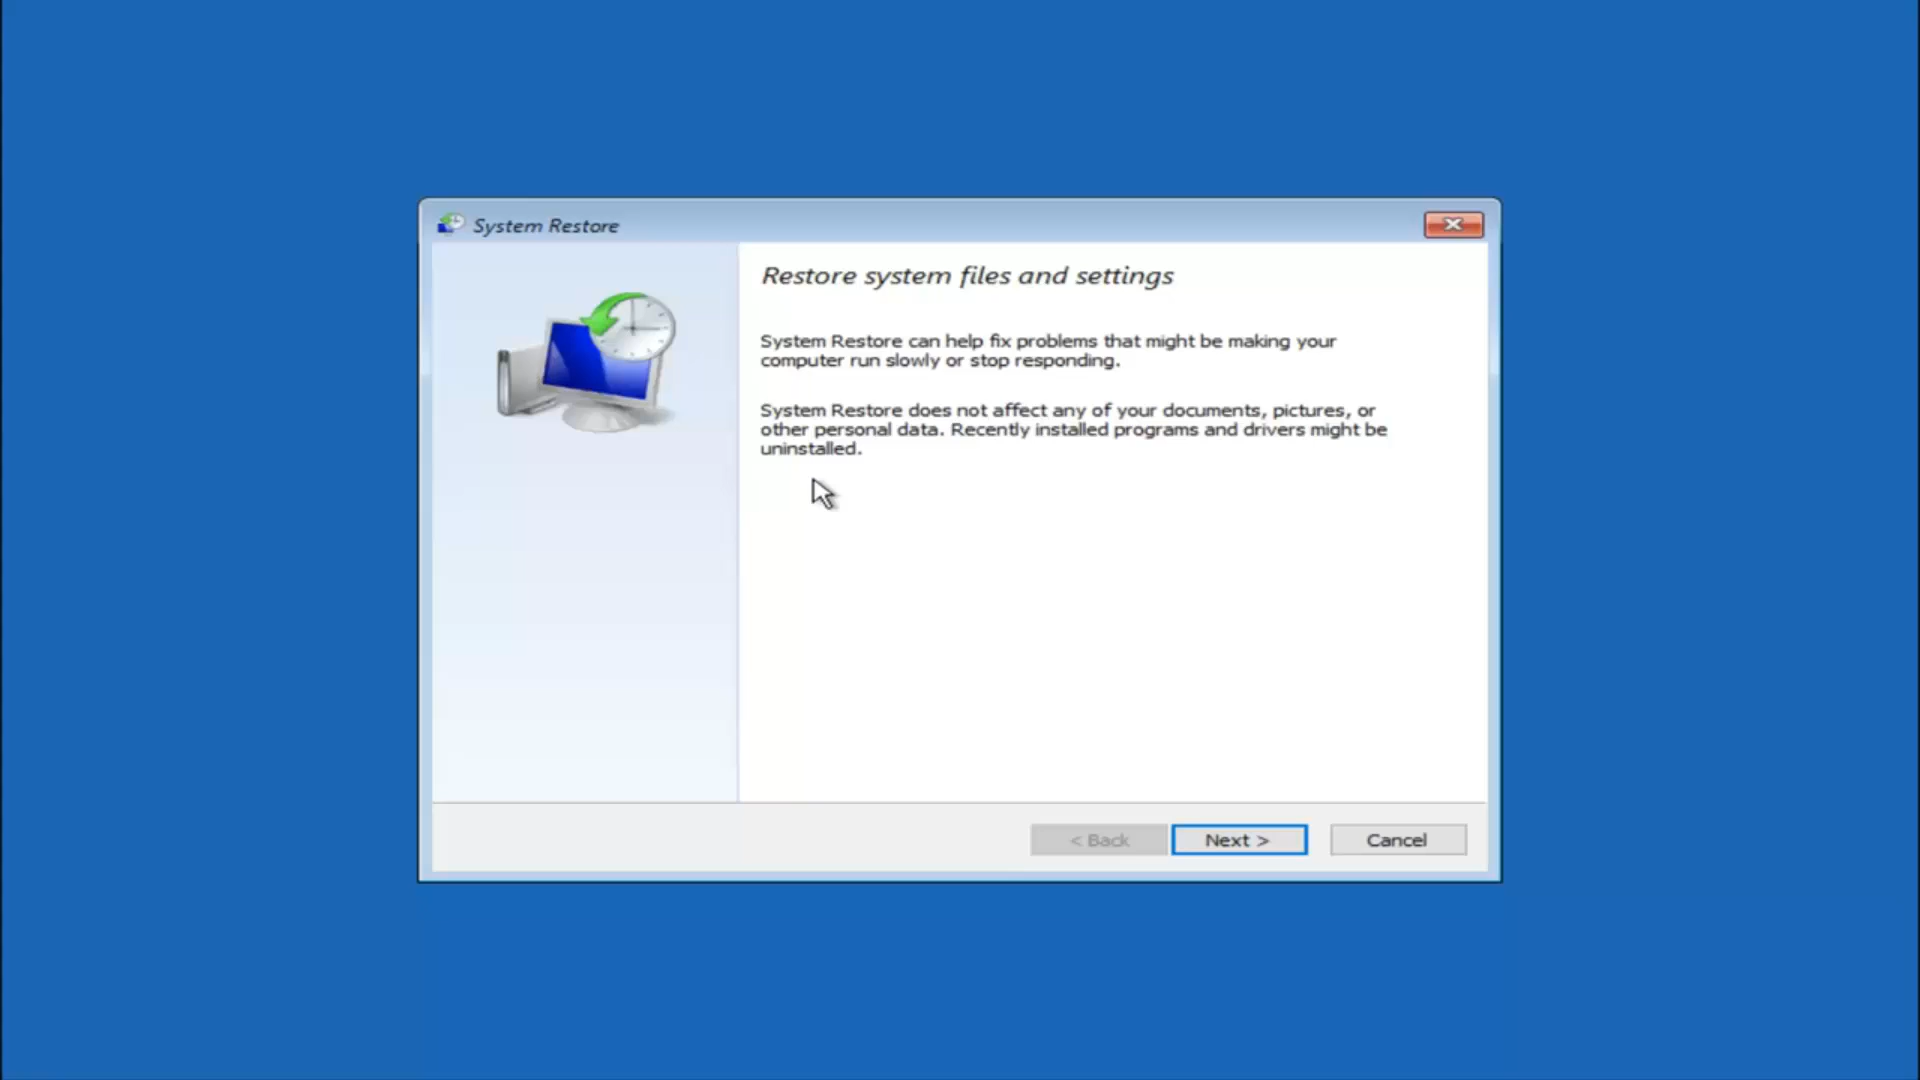 System Restore
Restore system files and settings
System Restore can help fix problems that might be making your
computer run slowly or stop responding.
System Restore does not affect any of your documents, pictures, or
other personal data. Recently installed programs and drivers might be
uninstalled.
< Back
Next >
Cancel